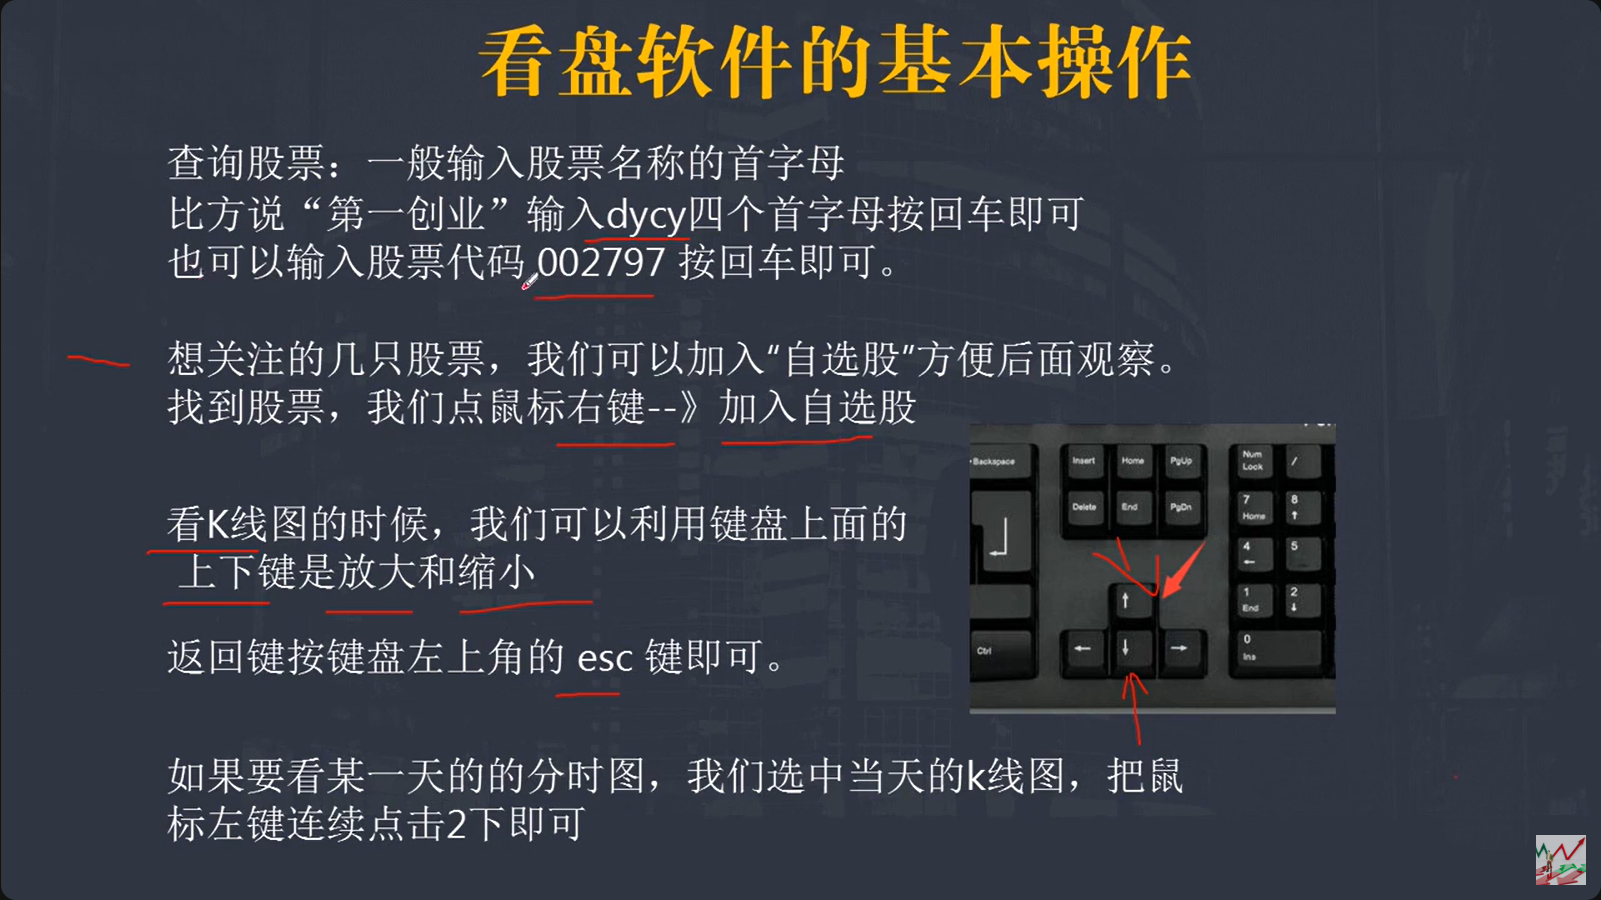 看盘软件的基本操作
查询股票：一般输入股票名称的首字母
比方说“第一创业”输入dycy四个首字母按回车即可
也可以输入股票代码 002797 按回车即可。
想关注的几只股票，我们可以加入“自选股”方便后面观察。
找到股票，我们点鼠标右键--》加入自选股
看K线图的时候，我们可以利用键盘上面的
上下键是放大和缩小
返回键按键盘左上角的 esc 键即可。
如果要看某一天的的分时图，我们选中当天的k线图，把鼠
标左键连续点击2下即可
Backspace Insert Home PgUp Num Lock /
Delete End PgDn 7 Home 8 ↑
4 ← 5
↑ 1 End 2 ↓
Ctrl ← ↓ → 0 Ins